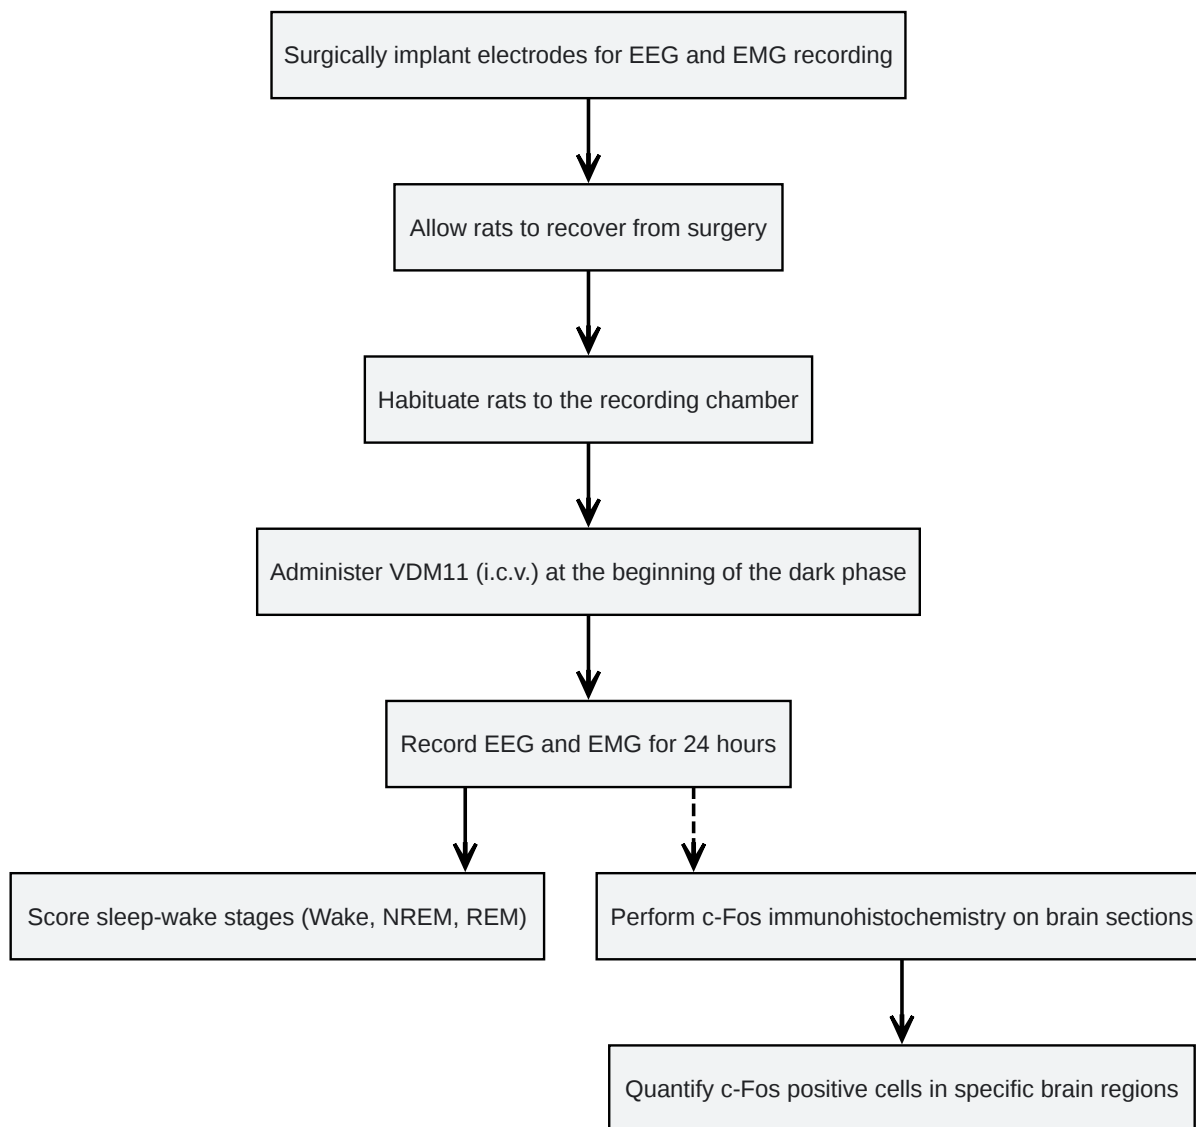 Surgically implant electrodes for EEG and EMG recording
Allow rats to recover from surgery
Habituate rats to the recording chamber
Administer VDM11 (i.c.v.) at the beginning of the dark phase
Record EEG and EMG for 24 hours
Score sleep-wake stages (Wake, NREM, REM)
Perform c-Fos immunohistochemistry on brain sections
Quantify c-Fos positive cells in specific brain regions